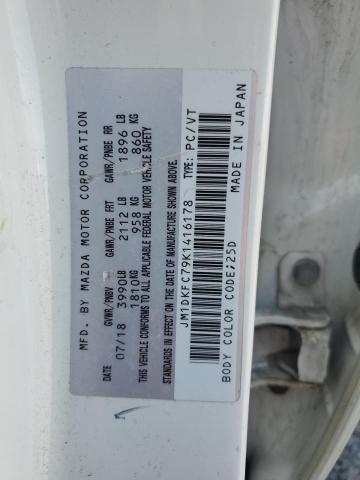 MFD. BY MAZDA MOTOR CORPORATION
GVWR/PNBV GAWR/PNBE FRT GAWR/PNBE RR
DATE 07/18 3990LB 2112 LB 1896 LB
1810KG 958 KG 860 KG
THIS VEHICLE CONFORMS TO ALL APPLICABLE FEDERAL MOTOR VEHICLE SAFETY
STANDARDS IN EFFECT ON THE DATE OF MANUFACTURE SHOWN ABOVE.
JM1DKFC79K1416178 TYPE: PC/VT
BODY COLOR CODE;25D MADE IN JAPAN